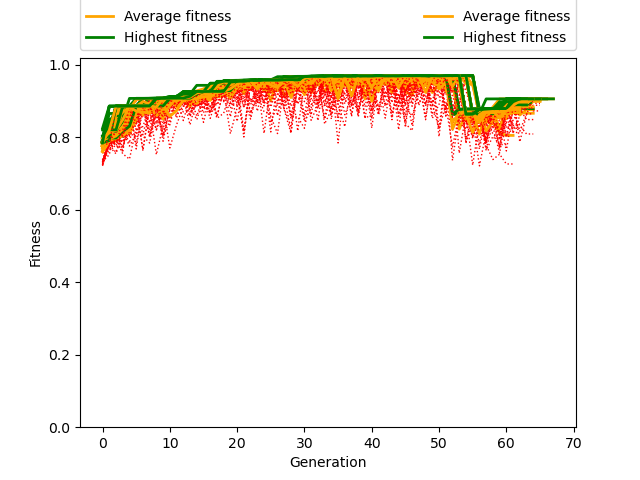 Average fitness Average fitness
Highest fitness Highest fitness
1.0
0.8
0.6
0.4
0.2
0.0
Fitness
0 10 20 30 40 50 60 70
Generation